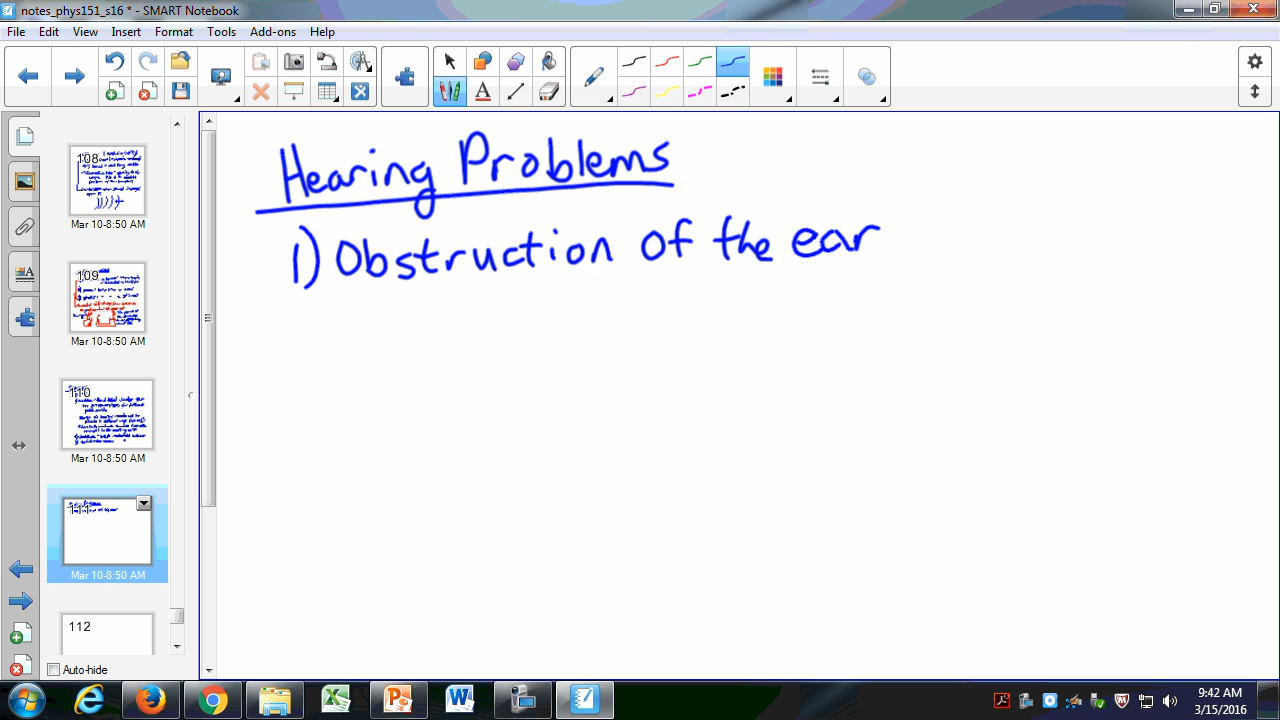 notes_phys151_s16 * - SMART Notebook
File Edit View Insert Format Tools Add-ons Help
Hearing Problems
1) Obstruction of the ear
108
Mar 10-8:50 AM
109
Mar 10-8:50 AM
110
Mar 10-8:50 AM
Mar 10-8:50 AM
112
Auto-hide
9:42 AM
3/15/2016